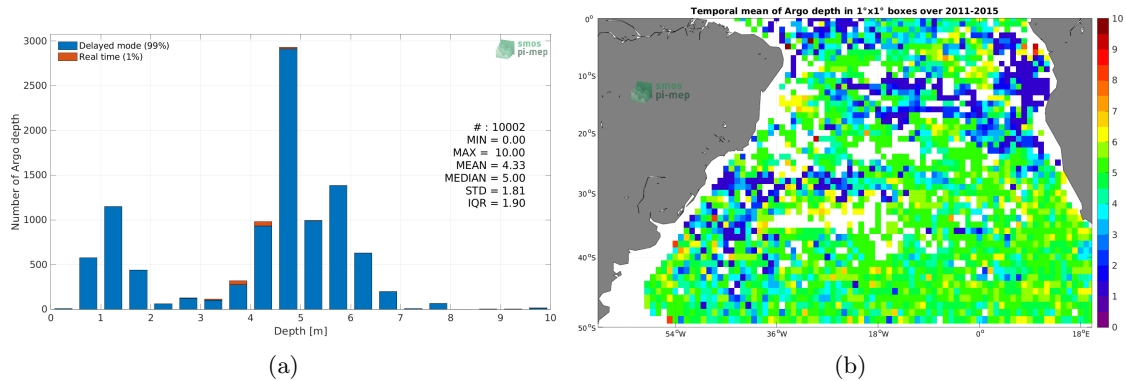 Delayed mode (99%)
Real time (1%)
smos
pi-mep
# : 10002
MIN = 0.00
MAX = 10.00
MEAN = 4.33
MEDIAN = 5.00
STD = 1.81
IQR = 1.90
Number of Argo depth
3000
2500
2000
1500
1000
500
0
0 1 2 3 4 5 6 7 8 9 10
Depth [m]
(a)
Temporal mean of Argo depth in 1°x1° boxes over 2011-2015
0°
10°S
20°S
30°S
40°S
50°S
smos
pi-mep
54°W 36°W 18°W 0° 18°E
10
9
8
7
6
5
4
3
2
1
0
(b)